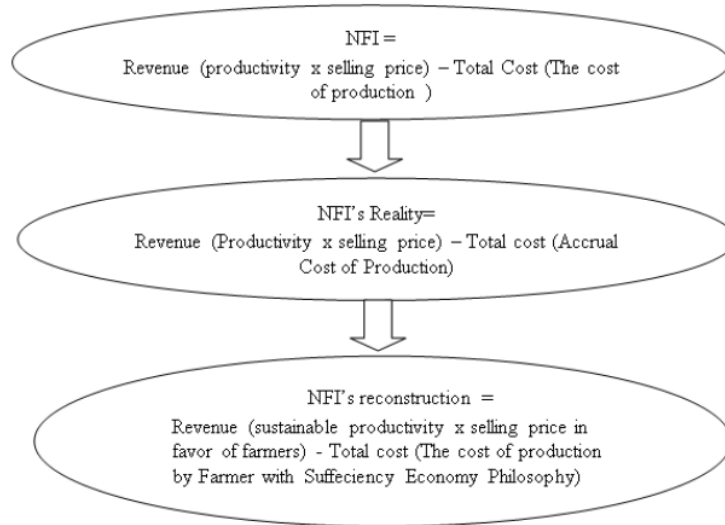 NFI =
Revenue (productivity x selling price) – Total Cost (The cost
of production )
NFI's Reality=
Revenue (Productivity x selling price) – Total cost (Accrual
Cost of Production)
NFI's reconstruction =
Revenue (sustainable productivity x selling price in
favor of farmers) - Total cost (The cost of production
by Farmer with Suffeciency Economy Philosophy)